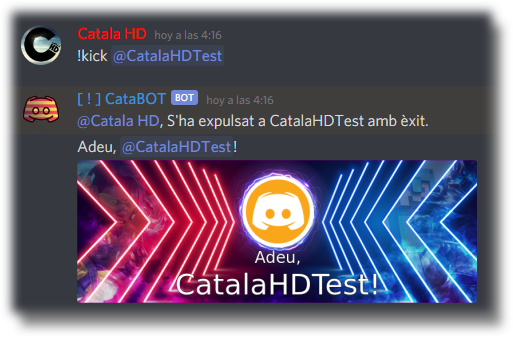 Catala HD hoy a las 4:16
!kick @CatalaHDTest
[ ! ] CataBOT BOT hoy a las 4:16
@Catala HD, S'ha expulsat a CatalaHDTest amb èxit.
Adeu, @CatalaHDTest!
Adeu,
CatalaHDTest!